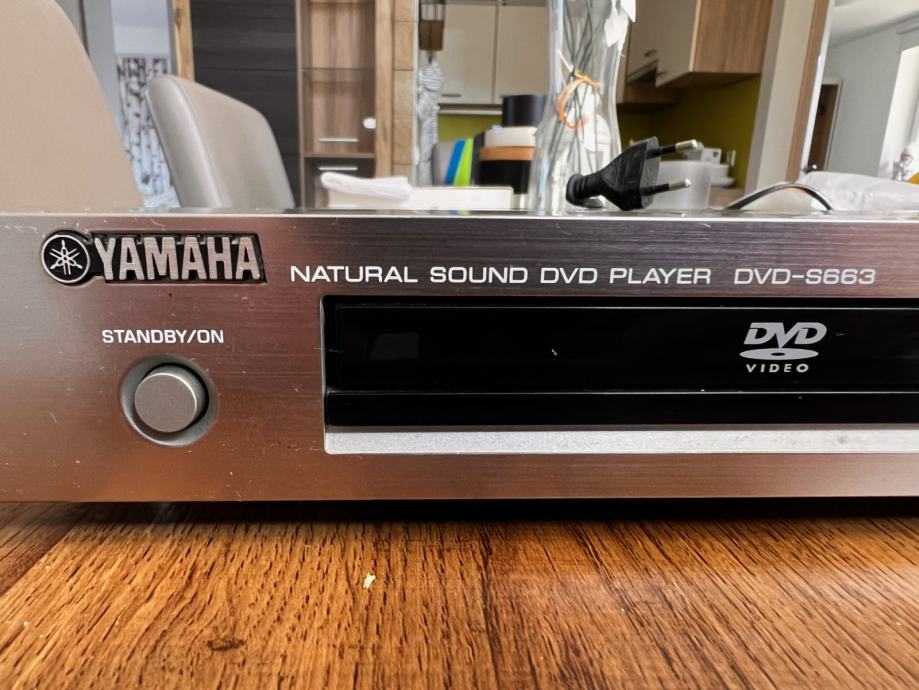 YAMAHA
NATURAL SOUND DVD PLAYER DVD-S663
STANDBY/ON
DVD
VIDEO